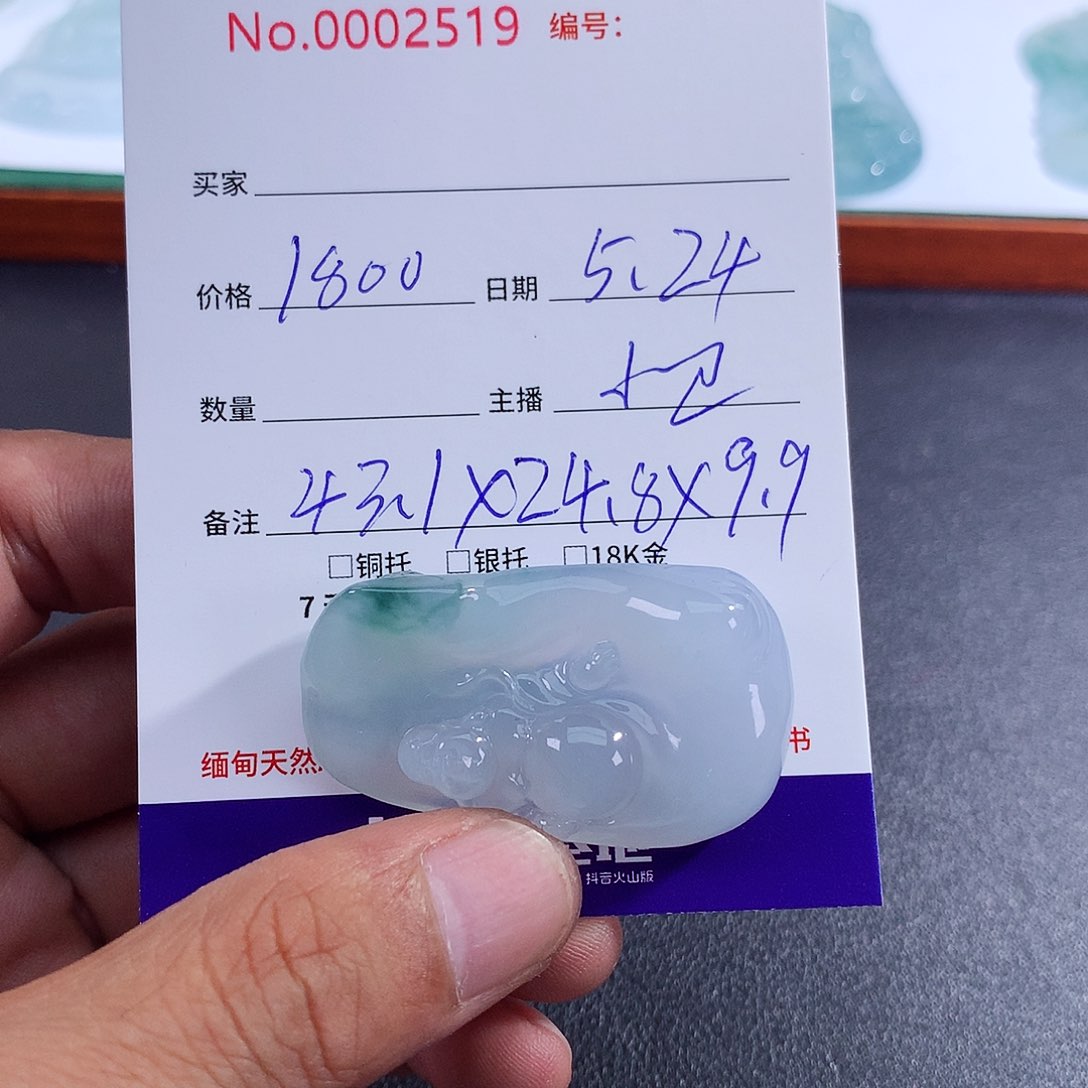 No.0002519 编号：
买家
价格 1800 日期 5.24
数量 主播
备注 43.1X24.8X9.9
□铜托 □银托 □18K金
7
缅甸天然 书
抖音火山版